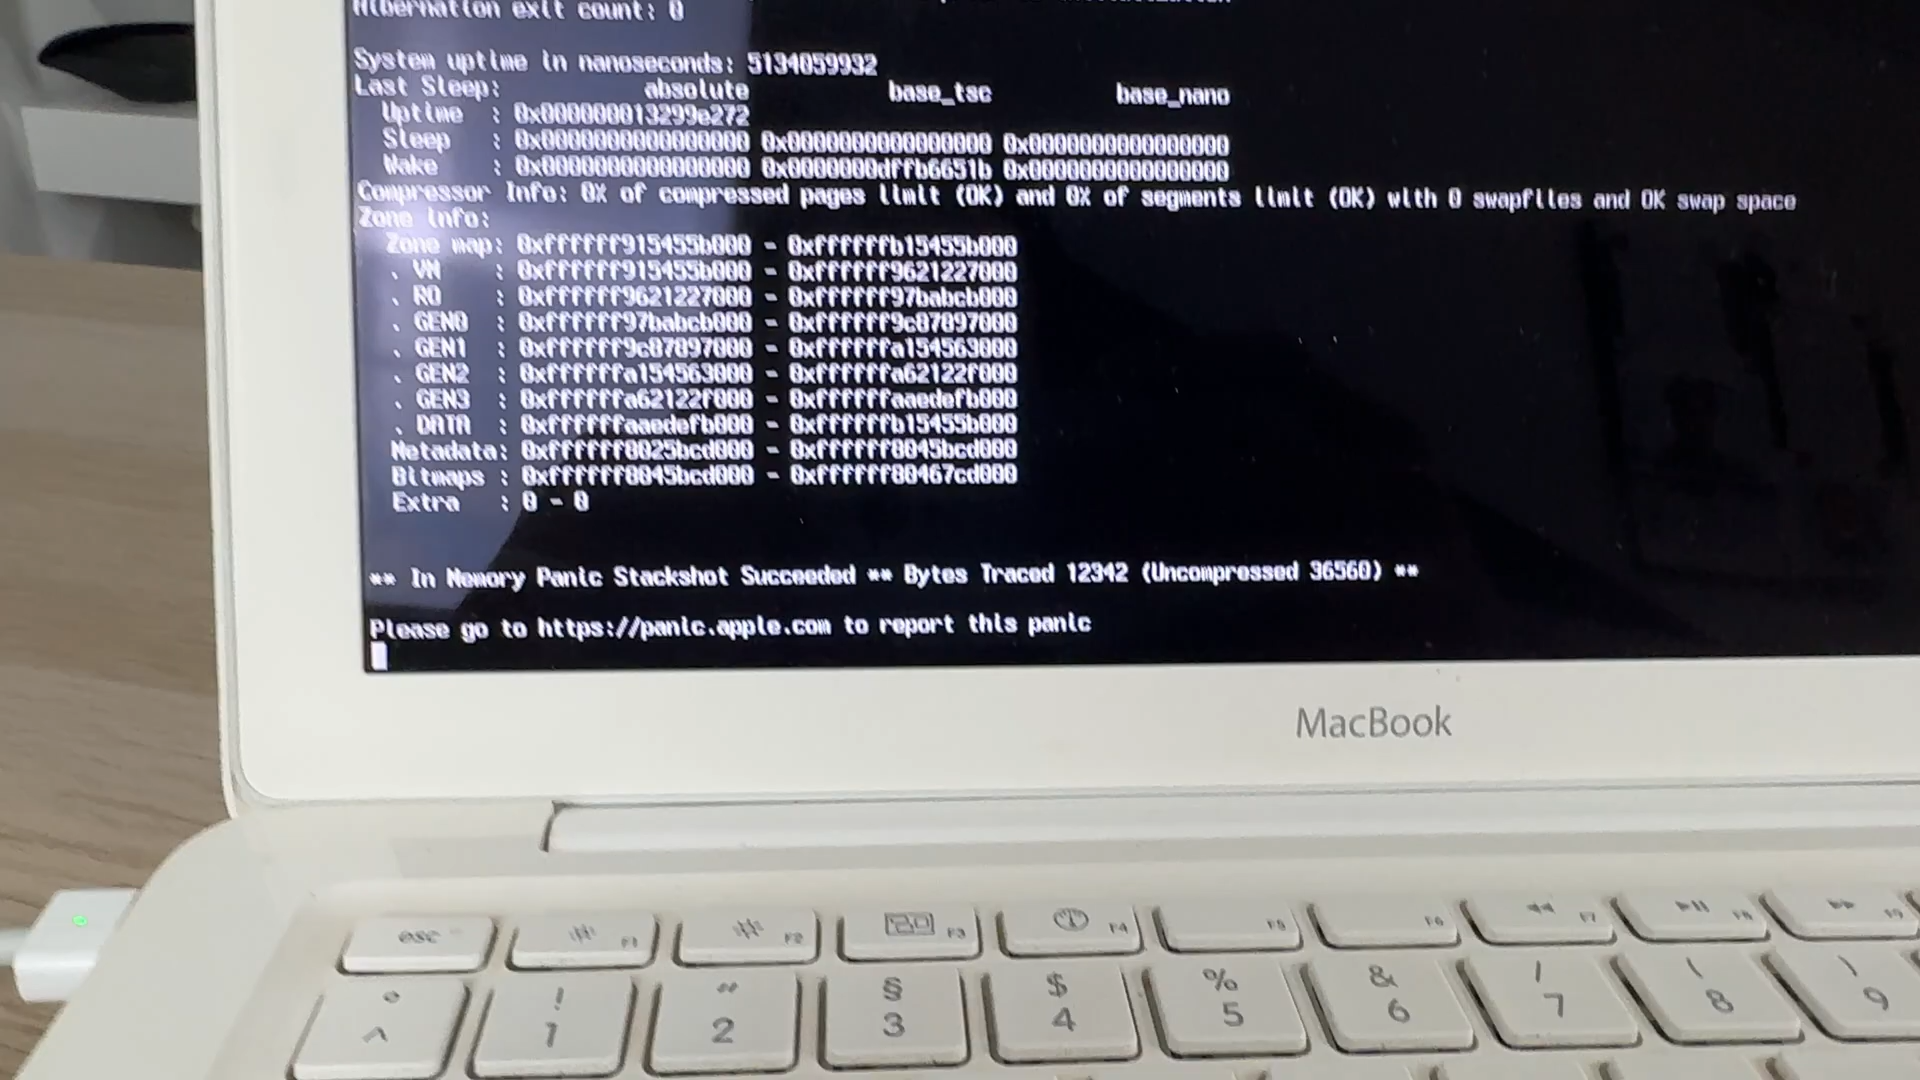 Hibernation exit count: 0
System uptime in nanoseconds: 5134059932
Last Sleep: absolute base_tsc base_nano
Uptime : 0x000000013299e272
Sleep : 0x0000000000000000 0x0000000000000000 0x0000000000000000
Wake : 0x0000000000000000 0x0000000dffb6651b 0x0000000000000000
Compressor Info: 0% of compressed pages limit (OK) and 0% of segments limit (OK) with 0 swapfiles and OK swap space
Zone info:
Zone map: 0xffffff915455b000 - 0xffffffb15455b000
. VM : 0xffffff915455b000 - 0xffffff9621227000
. RO : 0xffffff9621227000 - 0xffffff97babcb000
. GEN0 : 0xffffff97babcb000 - 0xffffff9c87897000
. GEN1 : 0xffffff9c87897000 - 0xffffffa154563000
. GEN2 : 0xffffffa154563000 - 0xffffffa62122f000
. GEN3 : 0xffffffa62122f000 - 0xffffffaaedefb000
. DATA : 0xffffffaaedefb000 - 0xffffffb15455b000
Metadata: 0xffffff8025bcd000 - 0xffffff8045bcd000
Bitmaps : 0xffffff8045bcd000 - 0xffffff80467cd000
Extra : 0 - 0
** In Memory Panic Stackshot Succeeded ** Bytes Traced 12342 (Uncompressed 36560) **
Please go to https://panic.apple.com to report this panic
MacBook
esc F1 F2 F3 F4 F5 F6 F7 F8 F9
° ! " § $ % & / ( )
^ 1 2 3 4 5 6 7 8 9